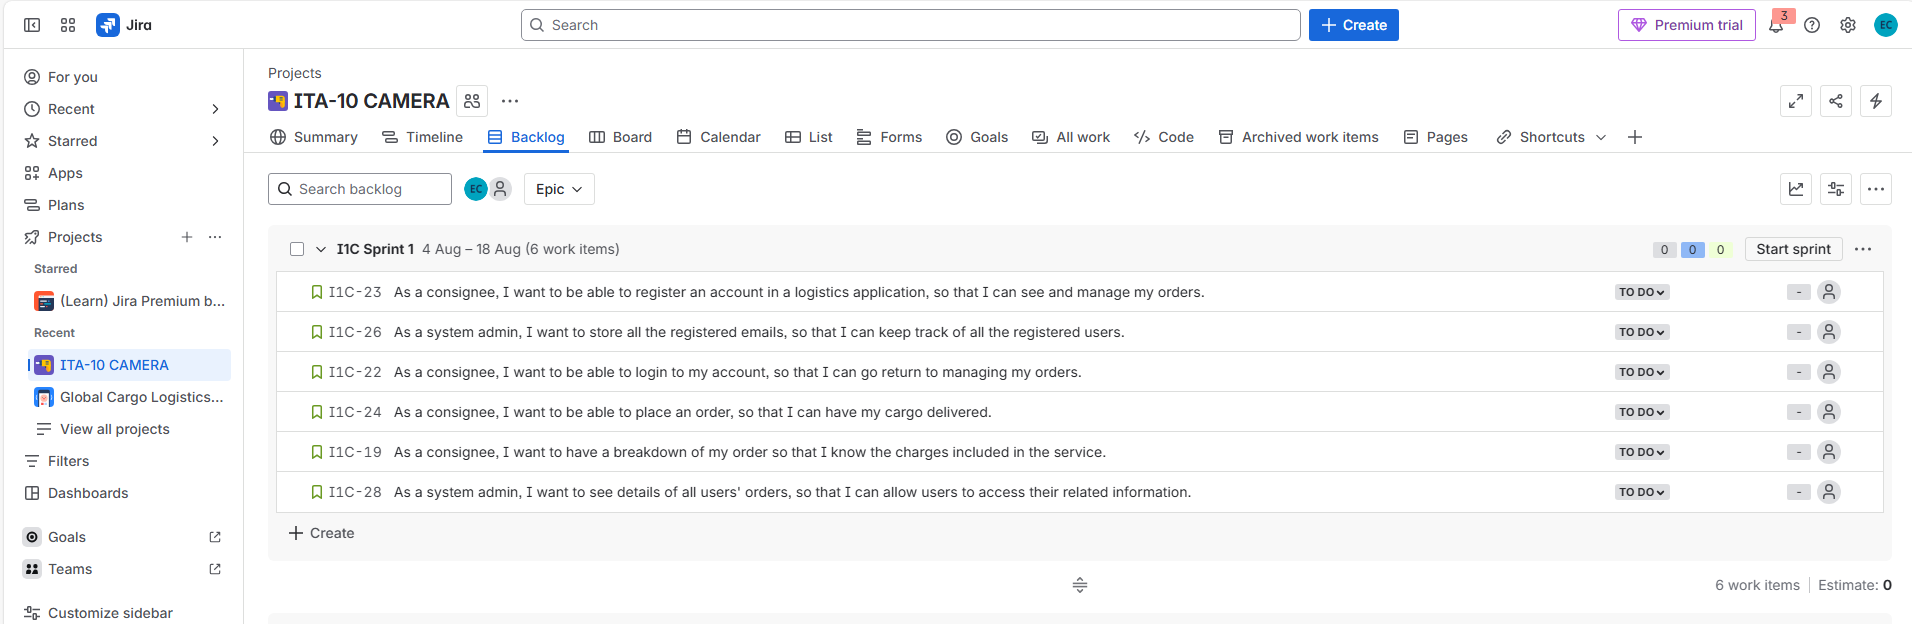 Jira
Search
Create
Premium trial
3
EC
For you
Recent
Starred
Apps
Plans
Projects
Starred
(Learn) Jira Premium b...
Recent
ITA-10 CAMERA
Global Cargo Logistics...
View all projects
Filters
Dashboards
Goals
Teams
Customize sidebar
Projects
ITA-10 CAMERA
Summary Timeline Backlog Board Calendar List Forms Goals All work Code Archived work items Pages Shortcuts
Search backlog EC Epic
I1C Sprint 1 4 Aug – 18 Aug (6 work items) 0 0 0 Start sprint
I1C-23 As a consignee, I want to be able to register an account in a logistics application, so that I can see and manage my orders. TO DO -
I1C-26 As a system admin, I want to store all the registered emails, so that I can keep track of all the registered users. TO DO -
I1C-22 As a consignee, I want to be able to login to my account, so that I can go return to managing my orders. TO DO -
I1C-24 As a consignee, I want to be able to place an order, so that I can have my cargo delivered. TO DO -
I1C-19 As a consignee, I want to have a breakdown of my order so that I know the charges included in the service. TO DO -
I1C-28 As a system admin, I want to see details of all users' orders, so that I can allow users to access their related information. TO DO -
Create
6 work items Estimate: 0